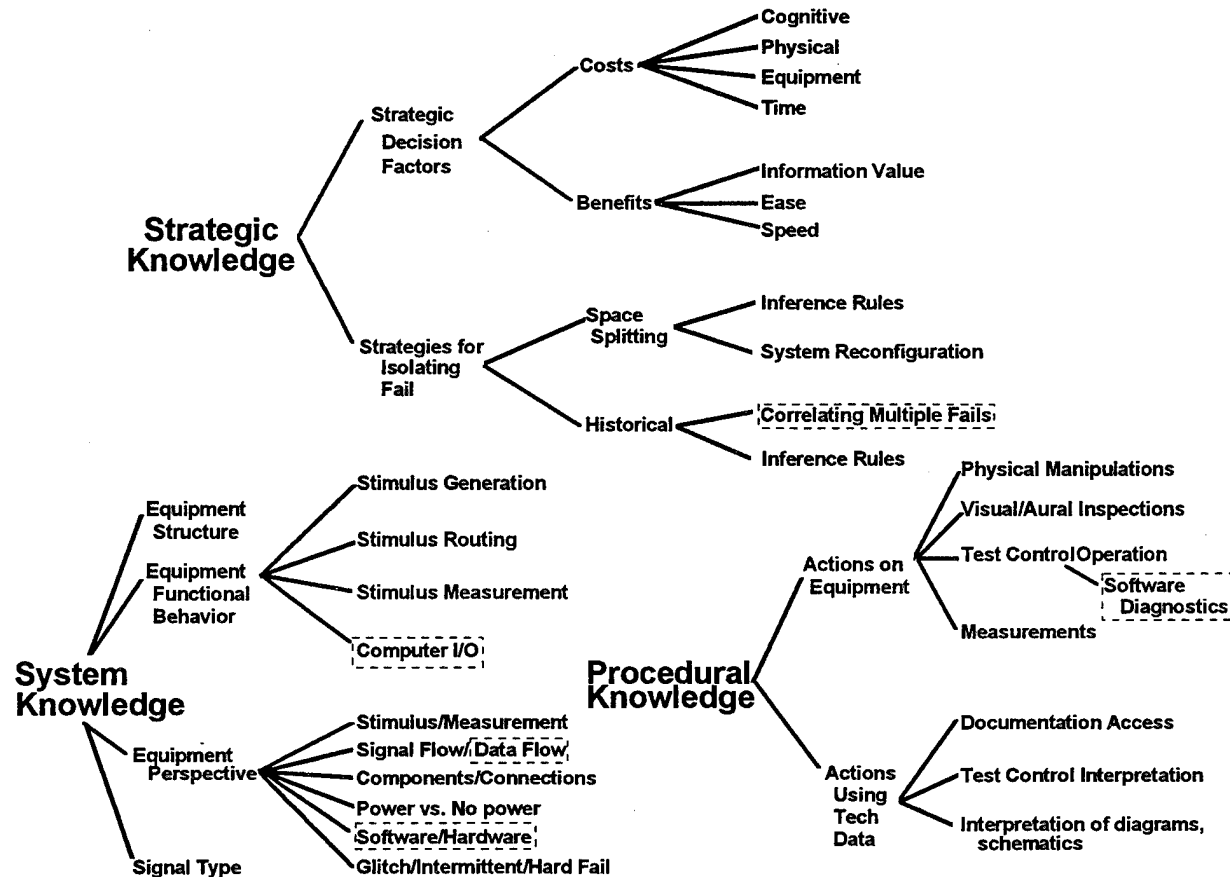 Cognitive
Physical
Equipment
Time
Costs
Strategic
Decision
Factors
Information Value
Ease
Speed
Benefits
Strategic
Knowledge
Strategies for
Isolating
Fail
Space
Splitting
Inference Rules
System Reconfiguration
Historical
Correlating Multiple Fails
Inference Rules
System
Knowledge
Equipment
Structure
Equipment
Functional
Behavior
Stimulus Generation
Stimulus Routing
Stimulus Measurement
Computer I/O
Equipment
Perspective
Stimulus/Measurement
Signal Flow/Data Flow
Components/Connections
Power vs. No power
Software/Hardware
Glitch/Intermittent/Hard Fail
Signal Type
Procedural
Knowledge
Actions on
Equipment
Physical Manipulations
Visual/Aural Inspections
Test Control Operation
Software
Diagnostics
Measurements
Actions
Using
Tech
Data
Documentation Access
Test Control Interpretation
Interpretation of diagrams,
schematics